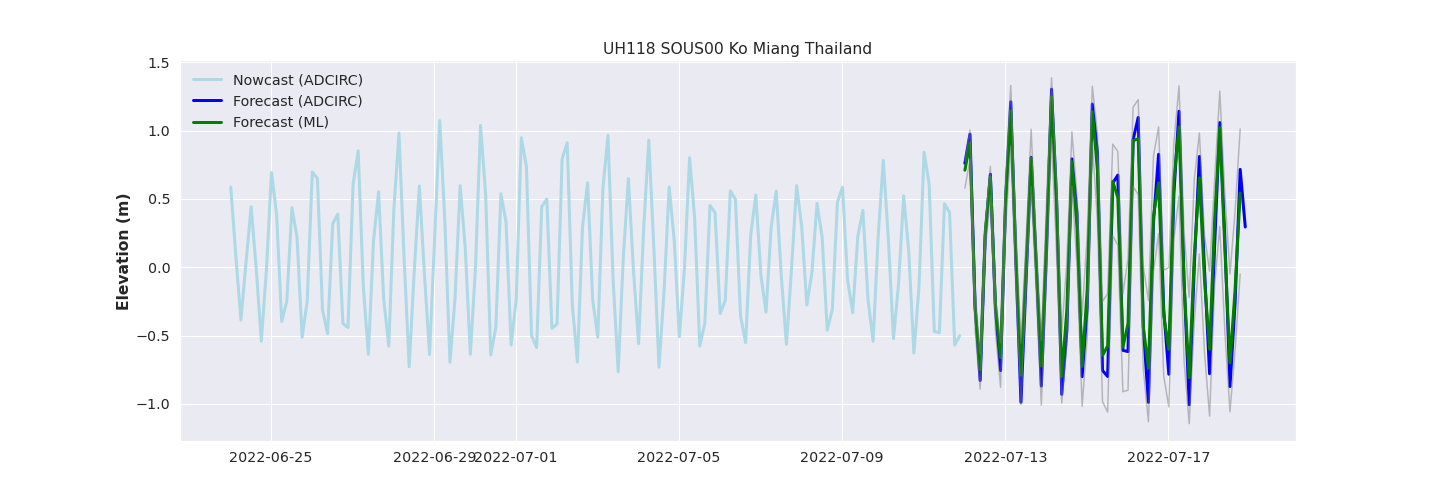 UH118 SOUS00 Ko Miang Thailand
Nowcast (ADCIRC)
Forecast (ADCIRC)
Forecast (ML)
Elevation (m)
1.5
1.0
0.5
0.0
−0.5
−1.0
2022-06-25
2022-06-29
2022-07-01
2022-07-05
2022-07-09
2022-07-13
2022-07-17